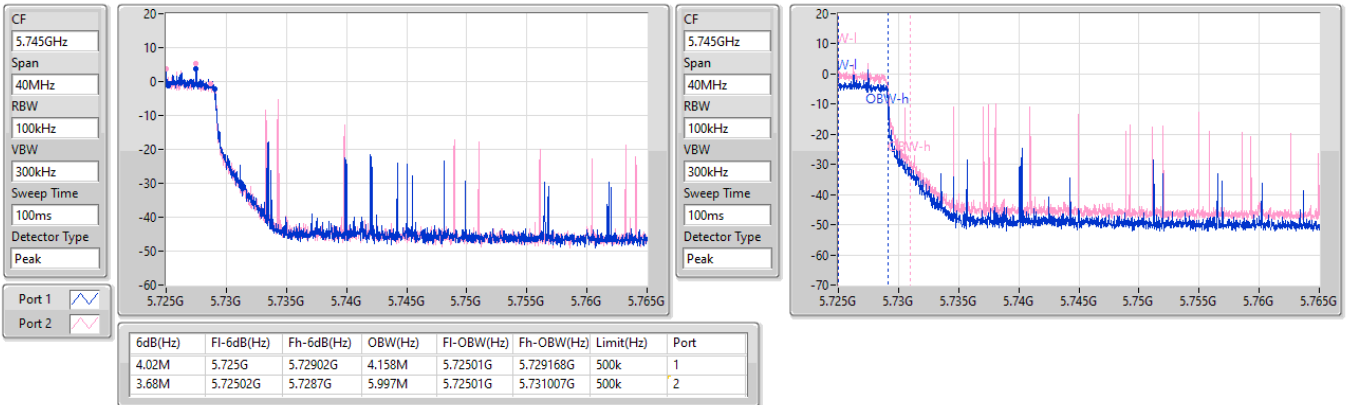 CF
5.745GHz
Span
40MHz
RBW
100kHz
VBW
300kHz
Sweep Time
100ms
Detector Type
Peak
Port 1
Port 2
20
10
0
-10
-20
-30
-40
-50
-60
5.725G 5.73G 5.735G 5.74G 5.745G 5.75G 5.755G 5.76G 5.765G
CF
5.745GHz
Span
40MHz
RBW
100kHz
VBW
300kHz
Sweep Time
100ms
Detector Type
Peak
20
10
0
-10
-20
-30
-40
-50
-60
-70
W-l
W-l
OBW-h
BW-h
5.725G 5.73G 5.735G 5.74G 5.745G 5.75G 5.755G 5.76G 5.765G
6dB(Hz) Fl-6dB(Hz) Fh-6dB(Hz) OBW(Hz) Fl-OBW(Hz) Fh-OBW(Hz) Limit(Hz) Port
4.02M 5.725G 5.72902G 4.158M 5.72501G 5.729168G 500k 1
3.68M 5.72502G 5.7287G 5.997M 5.72501G 5.731007G 500k 2